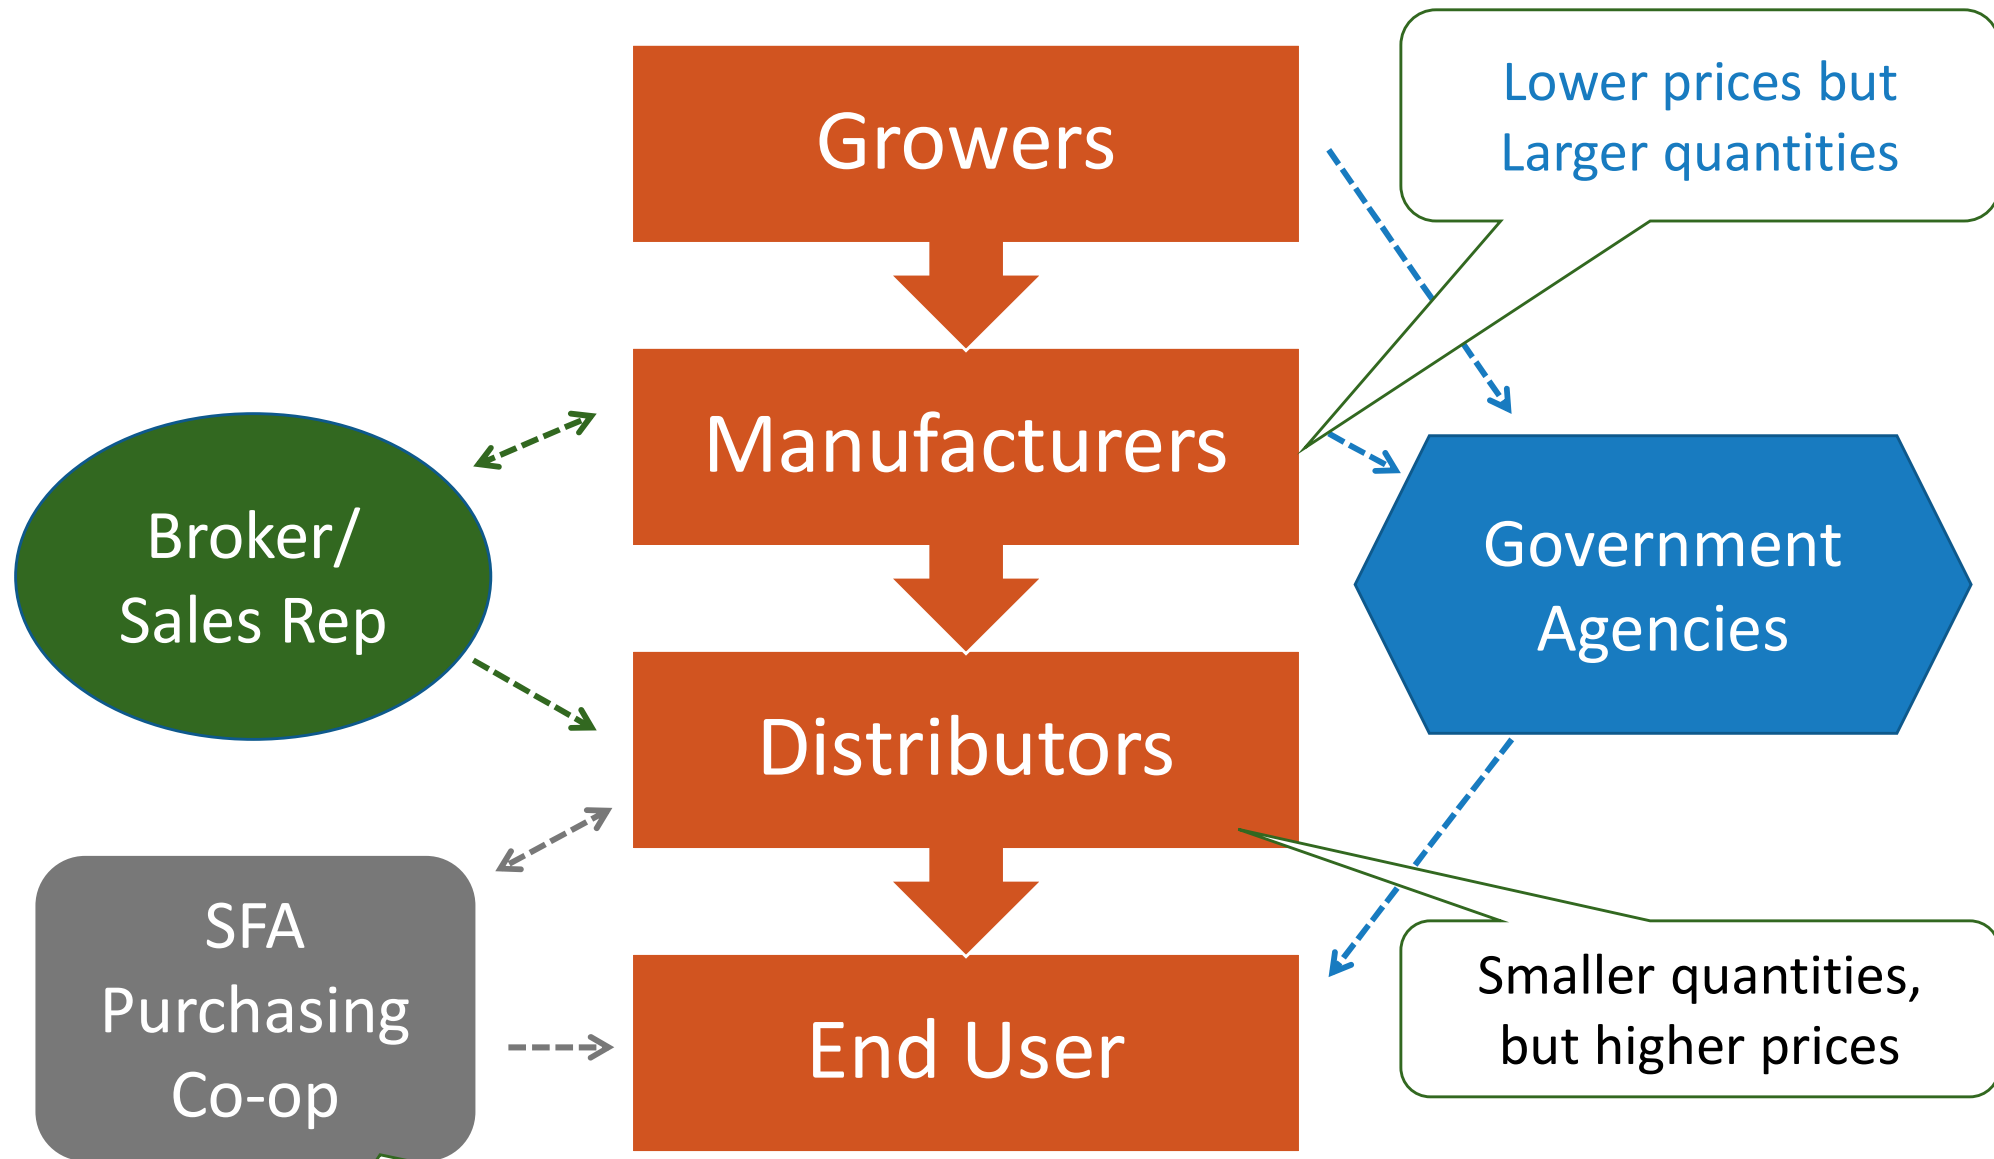 Growers
Lower prices but
Larger quantities
Manufacturers
Broker/
Sales Rep
Government
Agencies
Distributors
SFA
Purchasing
Co-op
Smaller quantities,
but higher prices
End User